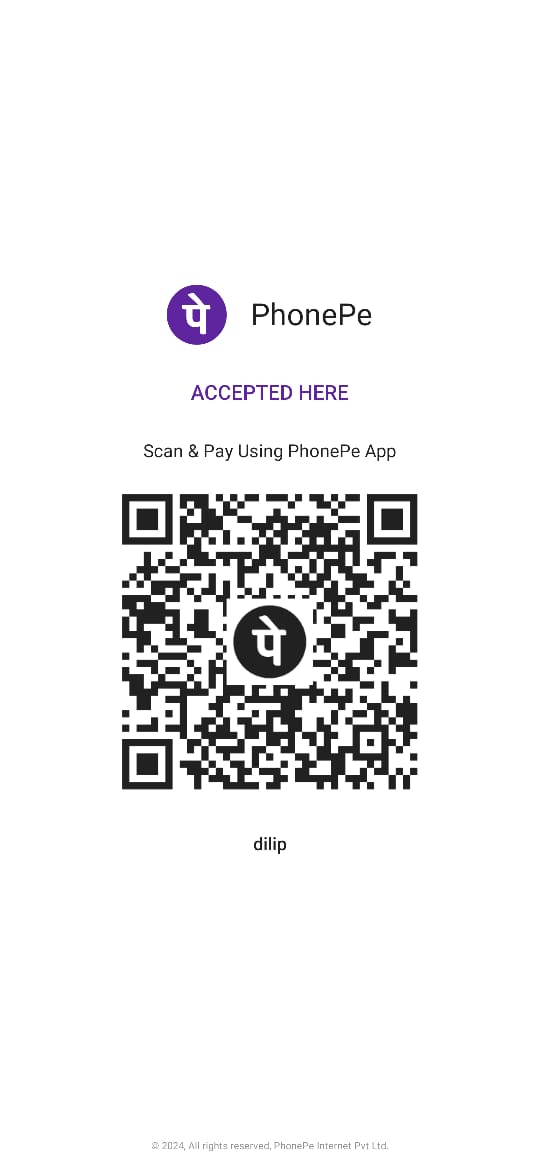 पे PhonePe
ACCEPTED HERE
Scan & Pay Using PhonePe App
पे
dilip
© 2024, All rights reserved, PhonePe Internet Pvt Ltd.